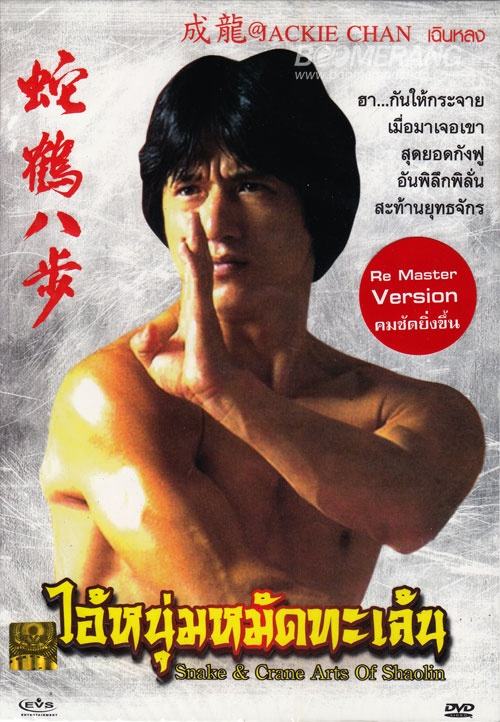 成龍@JACKIE CHAN เฉินหลง
BOOMERANG
蛇鶴八步
ฮา...กันให้กระจาย
เมื่อมาเจอเขา
สุดยอดกังฟู
อันพิลึกพิลั่น
สะท้านยุทธจักร
Re Master
Version
คมชัดยิ่งขึ้น
ไอ้หนุ่มหมัดทะเล้น
Snake & Crane Arts Of Shaolin
EVS
ENTERTAINMENT
DVD
VIDEO